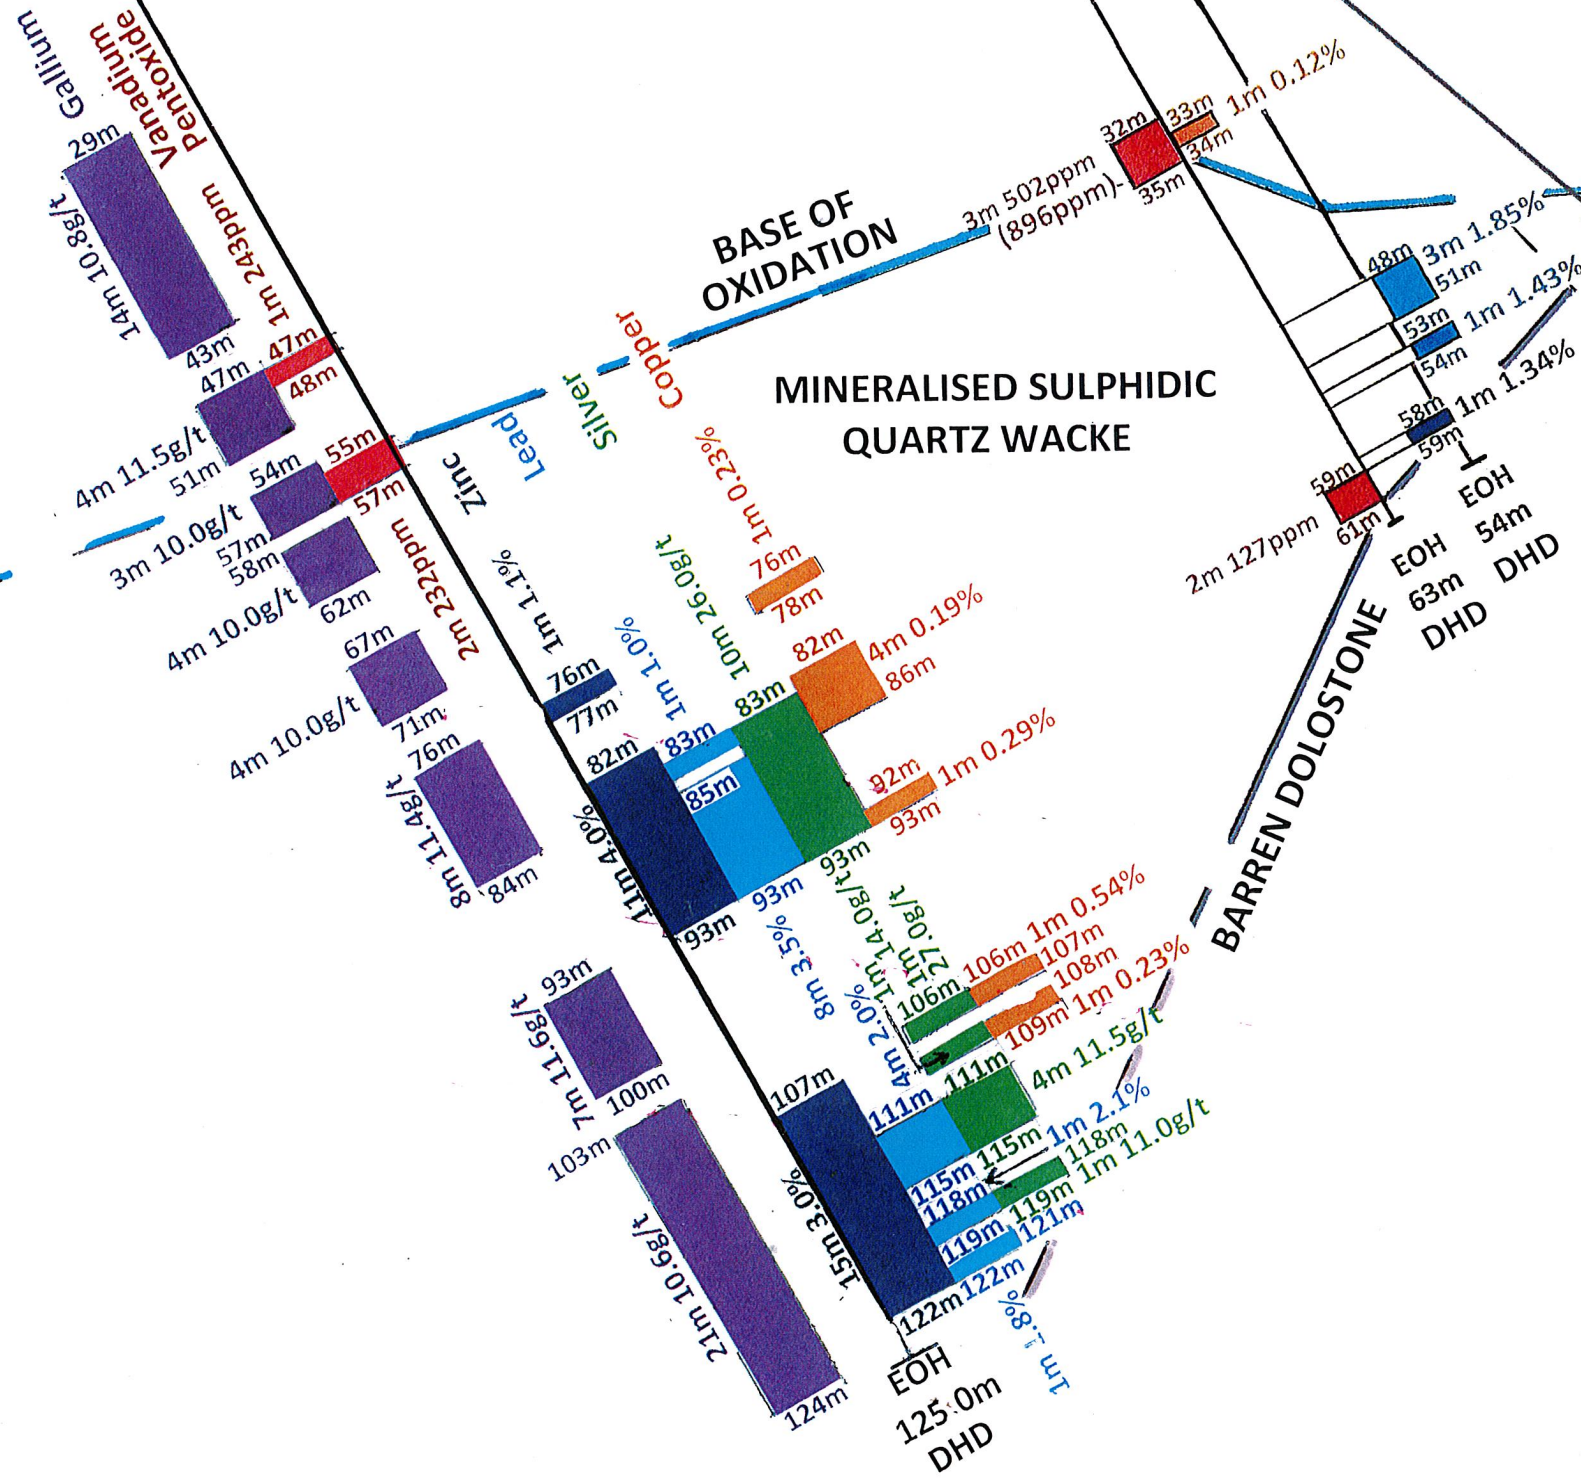 Gallium
Vanadium
Pentoxide
29m
14m 10.8g/t
43m
1m 243ppm
47m
48m
47m
4m 11.5g/t
51m
55m
57m
2m 232ppm
54m
3m 10.0g/t
57m
58m
4m 10.0g/t
62m
67m
4m 10.0g/t
71m
76m
8m 11.4g/t
84m
93m
7m 11.6g/t
100m
103m
21m 10.6g/t
124m
BASE OF
OXIDATION
MINERALISED SULPHIDIC
QUARTZ WACKE
Zinc
Lead
Silver
Copper
1m 1.1%
76m
77m
82m
11m 4.0%
93m
1m 1.0%
83m
85m
93m
8m 3.5%
10m 26.0g/t
83m
93m
1m 0.23%
76m
78m
82m
4m 0.19%
86m
92m
1m 0.29%
93m
1m 14.0g/t
1m
27.0g/t
106m
106m 1m 0.54%
107m
108m
109m 1m 0.23%
107m
15m 3.0%
122m
4m 2.0%
111m
115m
111m
4m 11.5g/t
115m
1m 2.1%
118m
119m
118m
1m 11.0g/t
119m
121m
122m
1m 1.8%
EOH
125.0m
DHD
32m
3m 502ppm
(896ppm)
35m
33m
1m 0.12%
34m
48m
3m 1.85%
51m
53m
1m 1.43%
54m
58m
1m 1.34%
59m
59m
2m 127ppm
61m
EOH
63m
DHD
EOH
54m
DHD
BARREN DOLOSTONE